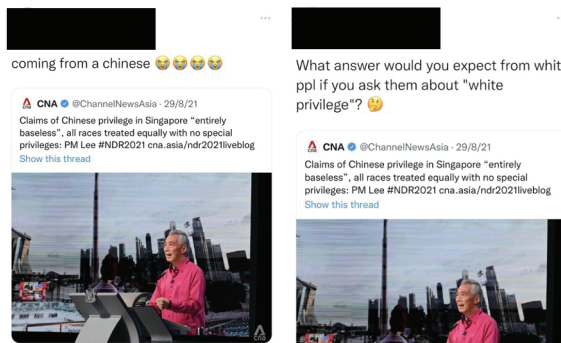 coming from a chinese 😭😭😭😭
CNA @ChannelNewsAsia · 29/8/21
Claims of Chinese privilege in Singapore “entirely
baseless”, all races treated equally with no special
privileges: PM Lee #NDR2021 cna.asia/ndr2021liveblog
Show this thread
cna
What answer would you expect from whit
ppl if you ask them about "white
privilege"? 🤔
CNA @ChannelNewsAsia · 29/8/21
Claims of Chinese privilege in Singapore “entirely
baseless”, all races treated equally with no special
privileges: PM Lee #NDR2021 cna.asia/ndr2021liveblog
Show this thread